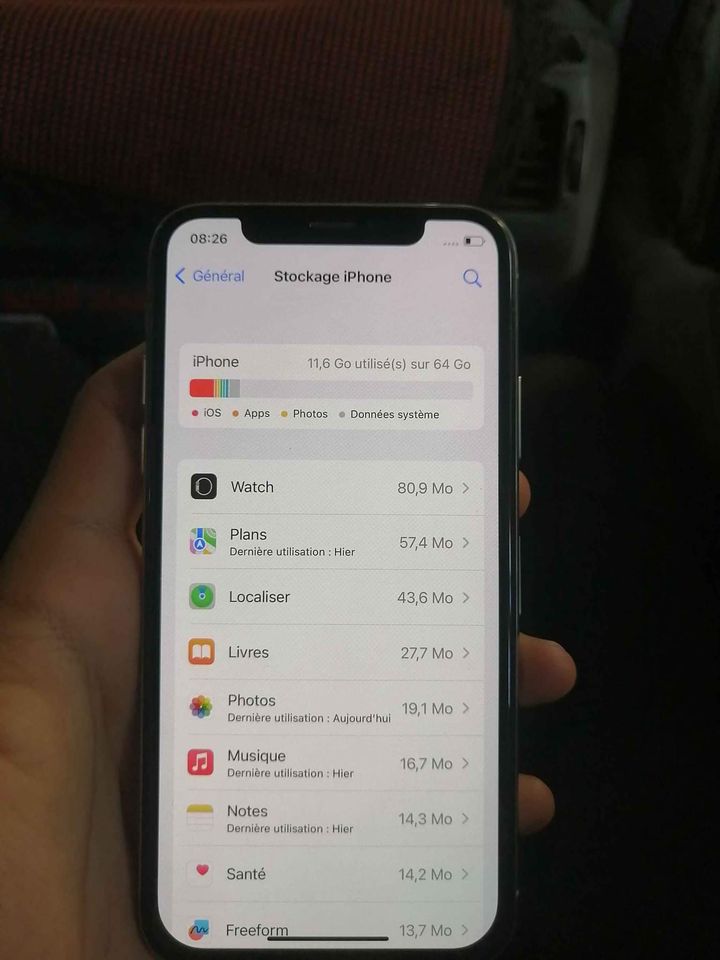 08:26
Général
Stockage iPhone
iPhone
11,6 Go utilisé(s) sur 64 Go
iOS Apps Photos Données système
Watch 80,9 Mo
Plans
Dernière utilisation : Hier
57,4 Mo
Localiser 43,6 Mo
Livres 27,7 Mo
Photos
Dernière utilisation : Aujourd'hui
19,1 Mo
Musique
Dernière utilisation : Hier
16,7 Mo
Notes
Dernière utilisation : Hier
14,3 Mo
Santé 14,2 Mo
Freeform 13,7 Mo